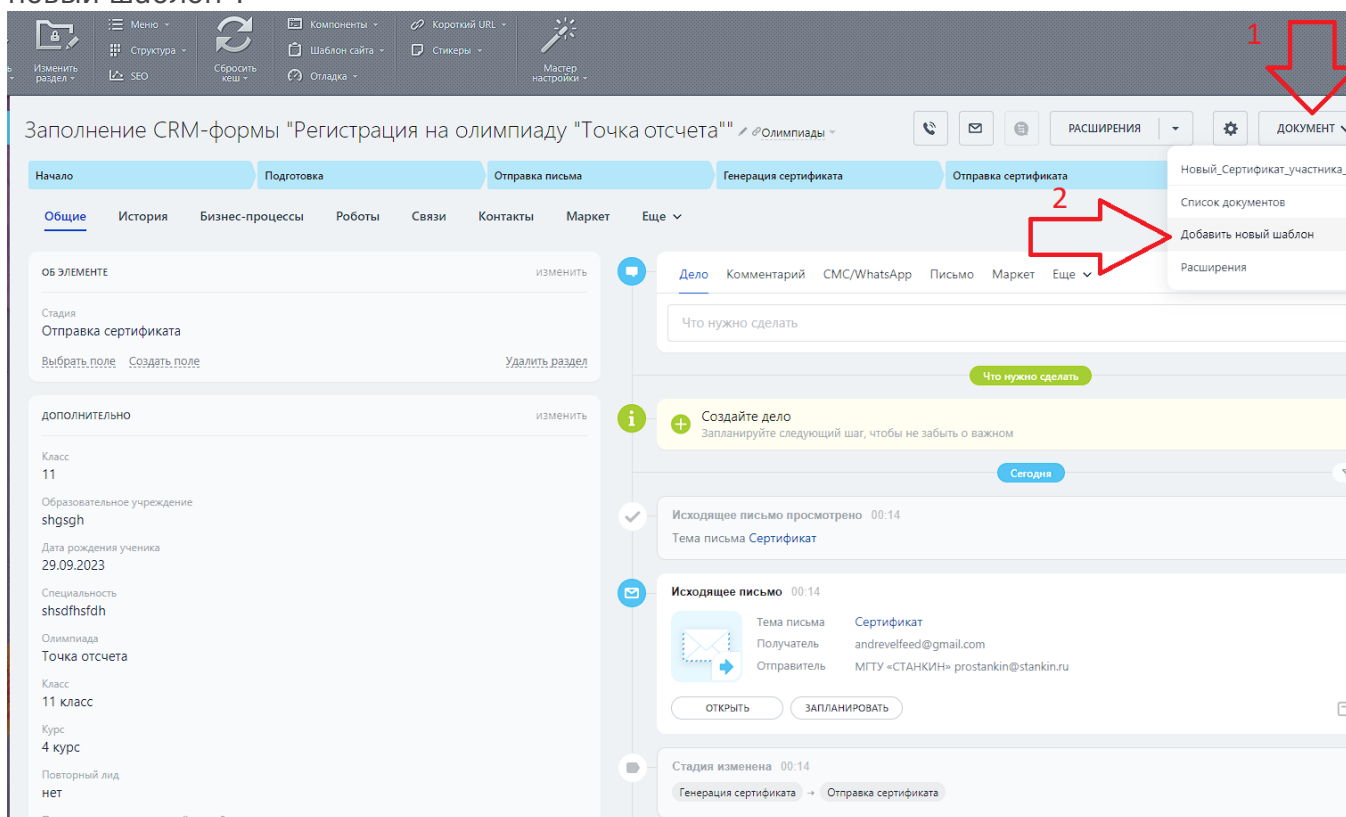 новый шаблон".
Меню
Компоненты
Короткий URL
Структура
Шаблон сайта
Стикеры
Изменить раздел
SEO
Сбросить кеш
Отладка
Мастер настройки
1
Заполнение CRM-формы "Регистрация на олимпиаду "Точка отсчета""
Олимпиады
РАСШИРЕНИЯ
ДОКУМЕНТ
Начало
Подготовка
Отправка письма
Генерация сертификата
Отправка сертификата
Новый_Сертификат_участника_
Список документов
Добавить новый шаблон
Расширения
2
Общие
История
Бизнес-процессы
Роботы
Связи
Контакты
Маркет
Еще
ОБ ЭЛЕМЕНТЕ
изменить
Стадия
Отправка сертификата
Выбрать поле
Создать поле
Удалить раздел
ДОПОЛНИТЕЛЬНО
изменить
Класс
11
Образовательное учреждение
shgsgh
Дата рождения ученика
29.09.2023
Специальность
shsdfhsfdh
Олимпиада
Точка отсчета
Класс
11 класс
Курс
4 курс
Повторный лид
нет
Дело
Комментарий
СМС/WhatsApp
Письмо
Маркет
Еще
Что нужно сделать
Что нужно сделать
Создайте дело
Запланируйте следующий шаг, чтобы не забыть о важном
Сегодня
Исходящее письмо просмотрено 00:14
Тема письма Сертификат
Исходящее письмо 00:14
Тема письма Сертификат
Получатель andrevelfeed@gmail.com
Отправитель МГТУ «СТАНКИН» prostankin@stankin.ru
ОТКРЫТЬ
ЗАПЛАНИРОВАТЬ
Стадия изменена 00:14
Генерация сертификата → Отправка сертификата